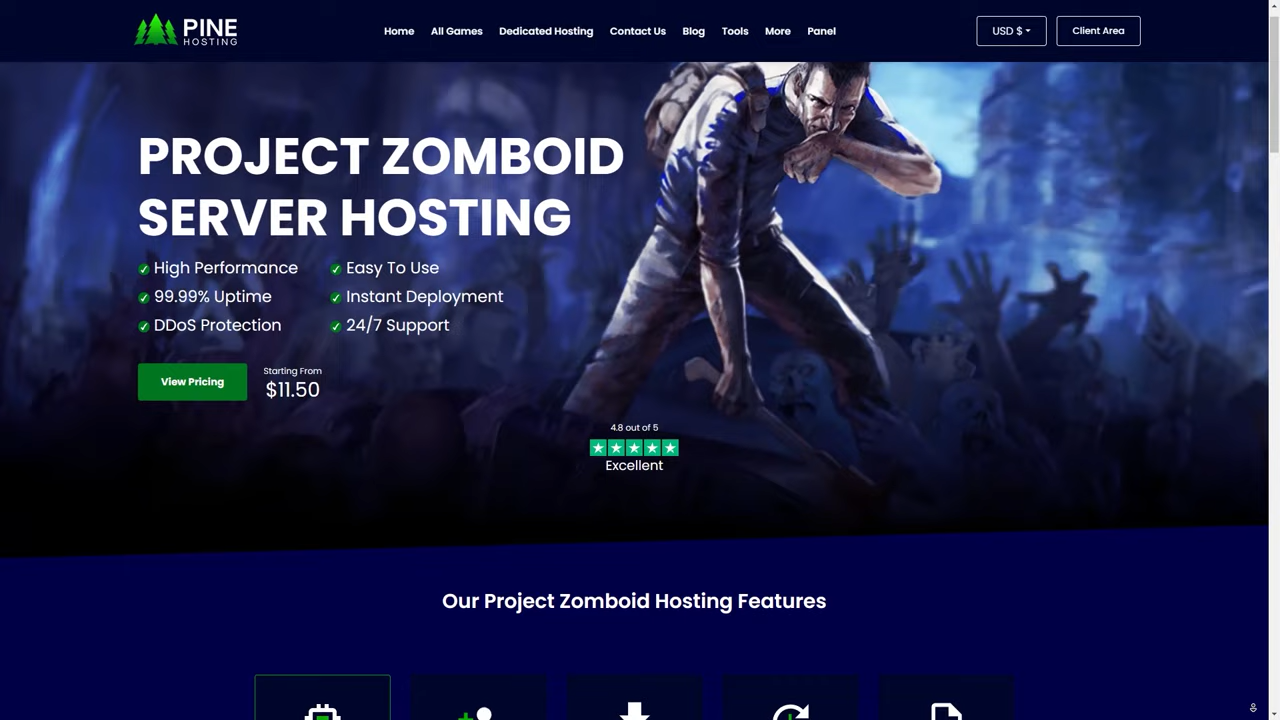 PINE
HOSTING
Home
All Games
Dedicated Hosting
Contact Us
Blog
Tools
More
Panel
USD $
Client Area
PROJECT ZOMBOID
SERVER HOSTING
High Performance
Easy To Use
99.99% Uptime
Instant Deployment
DDoS Protection
24/7 Support
View Pricing
Starting From
$11.50
4.8 out of 5
Excellent
Our Project Zomboid Hosting Features